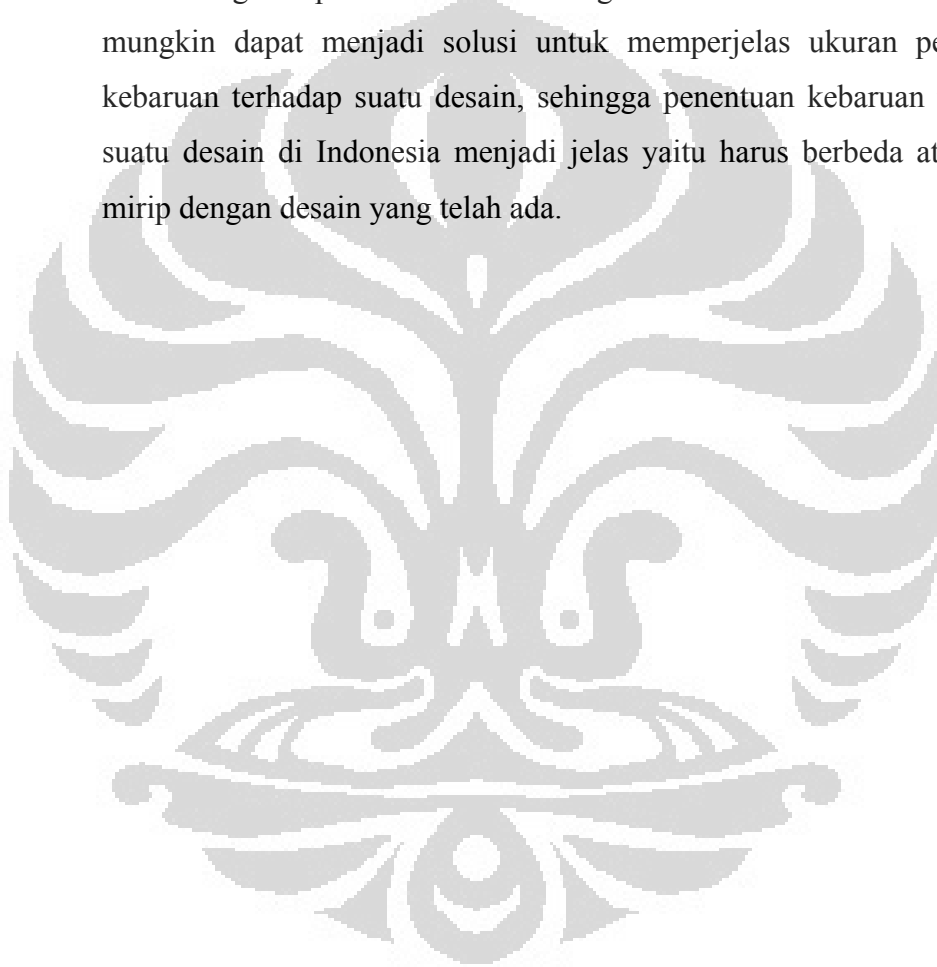 mungkin dapat menjadi solusi untuk memperjelas ukuran pe
kebaruan terhadap suatu desain, sehingga penentuan kebaruan
suatu desain di Indonesia menjadi jelas yaitu harus berbeda at
mirip dengan desain yang telah ada.